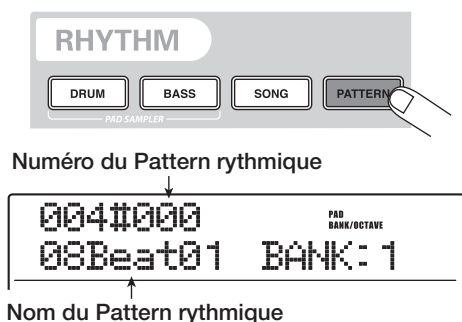 RHYTHM
DRUM BASS SONG PATTERN
PAD SAMPLER
Numéro du Pattern rythmique
004#000 PAD BANK/OCTAVE
08Beat01 BANK:1
Nom du Pattern rythmique